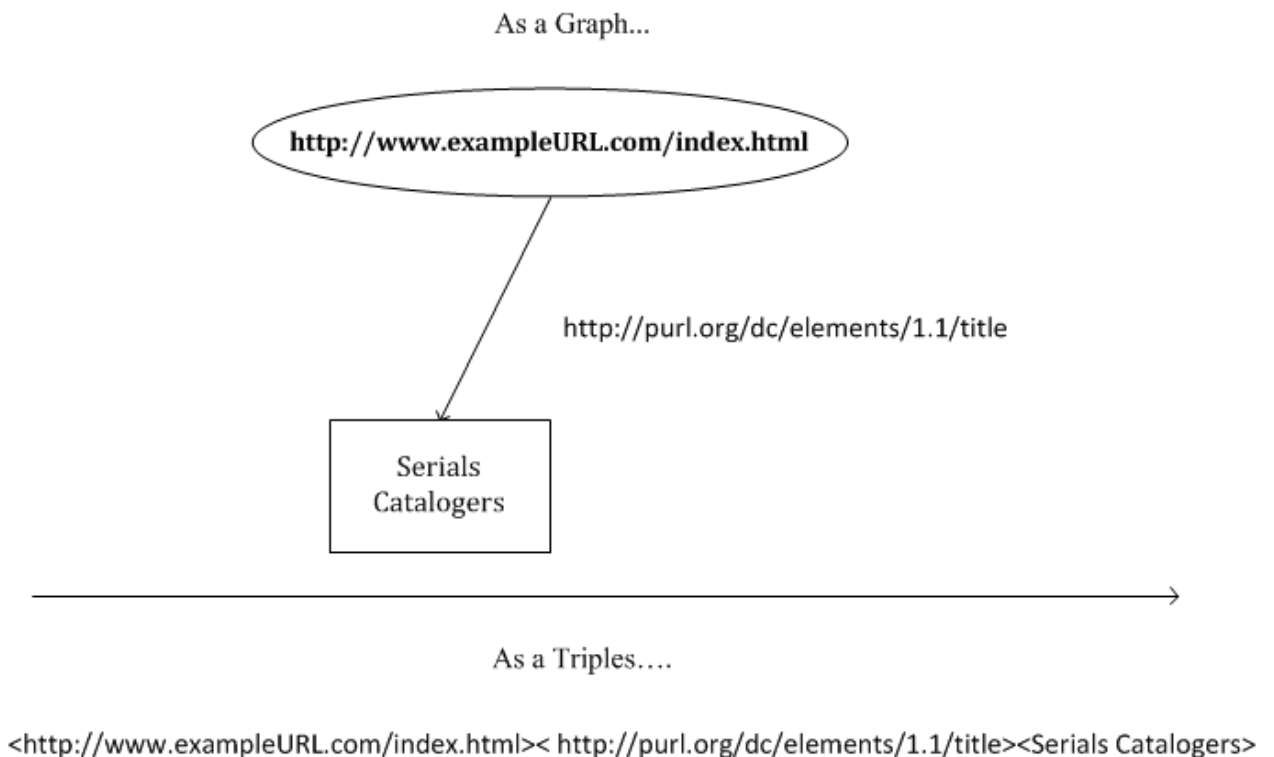 As a Graph...
http://www.exampleURL.com/index.html
http://purl.org/dc/elements/1.1/title
Serials
Catalogers
As a Triples….
<http://www.exampleURL.com/index.html>< http://purl.org/dc/elements/1.1/title><Serials Catalogers>